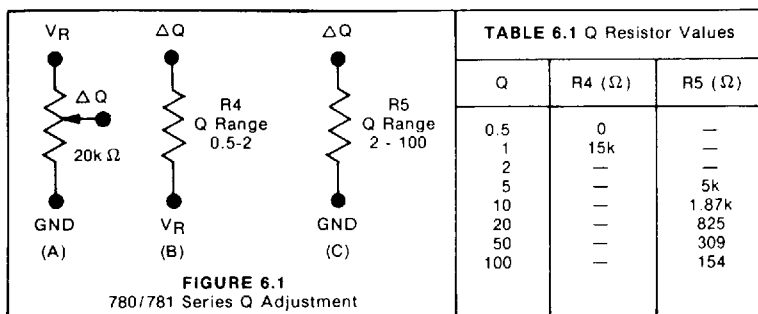 VR
ΔQ
20k Ω
GND
(A)
ΔQ
R4
Q Range
0.5-2
VR
(B)
ΔQ
R5
Q Range
2 - 100
GND
(C)
FIGURE 6.1
780/781 Series Q Adjustment
TABLE 6.1 Q Resistor Values
Q R4 (Ω) R5 (Ω)
0.5 0 —
1 15k —
2 — —
5 — 5k
10 — 1.87k
20 — 825
50 — 309
100 — 154